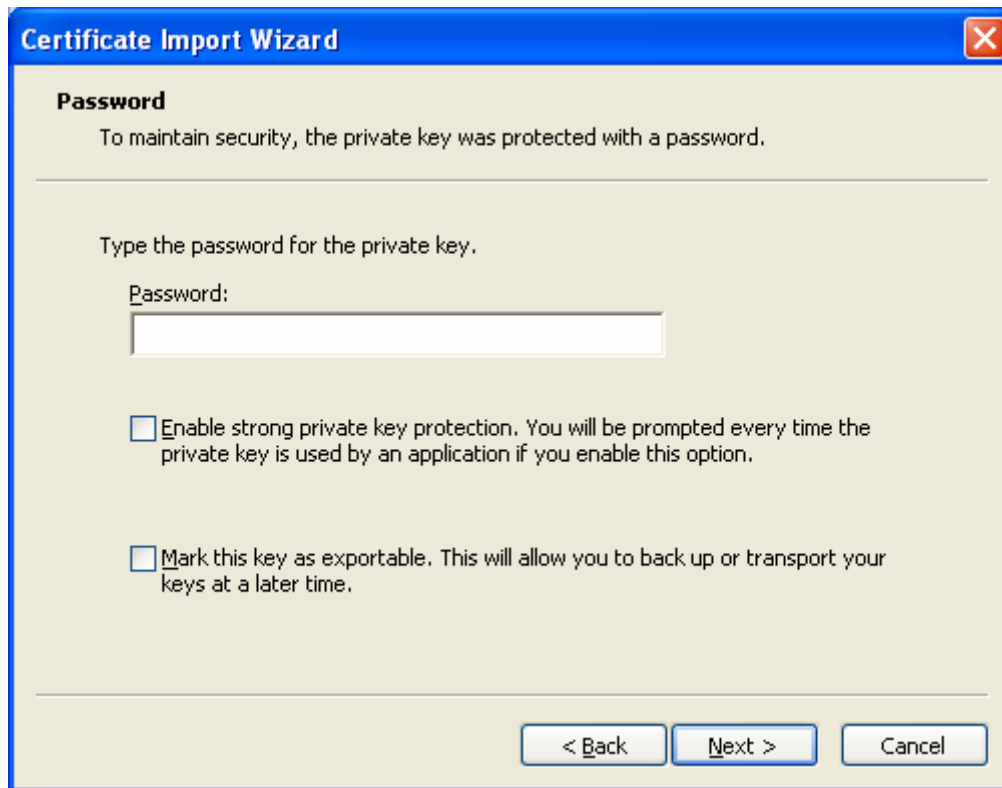 Certificate Import Wizard
Password
To maintain security, the private key was protected with a password.
Type the password for the private key.
Password:
Enable strong private key protection. You will be prompted every time the
private key is used by an application if you enable this option.
Mark this key as exportable. This will allow you to back up or transport your
keys at a later time.
< Back Next > Cancel